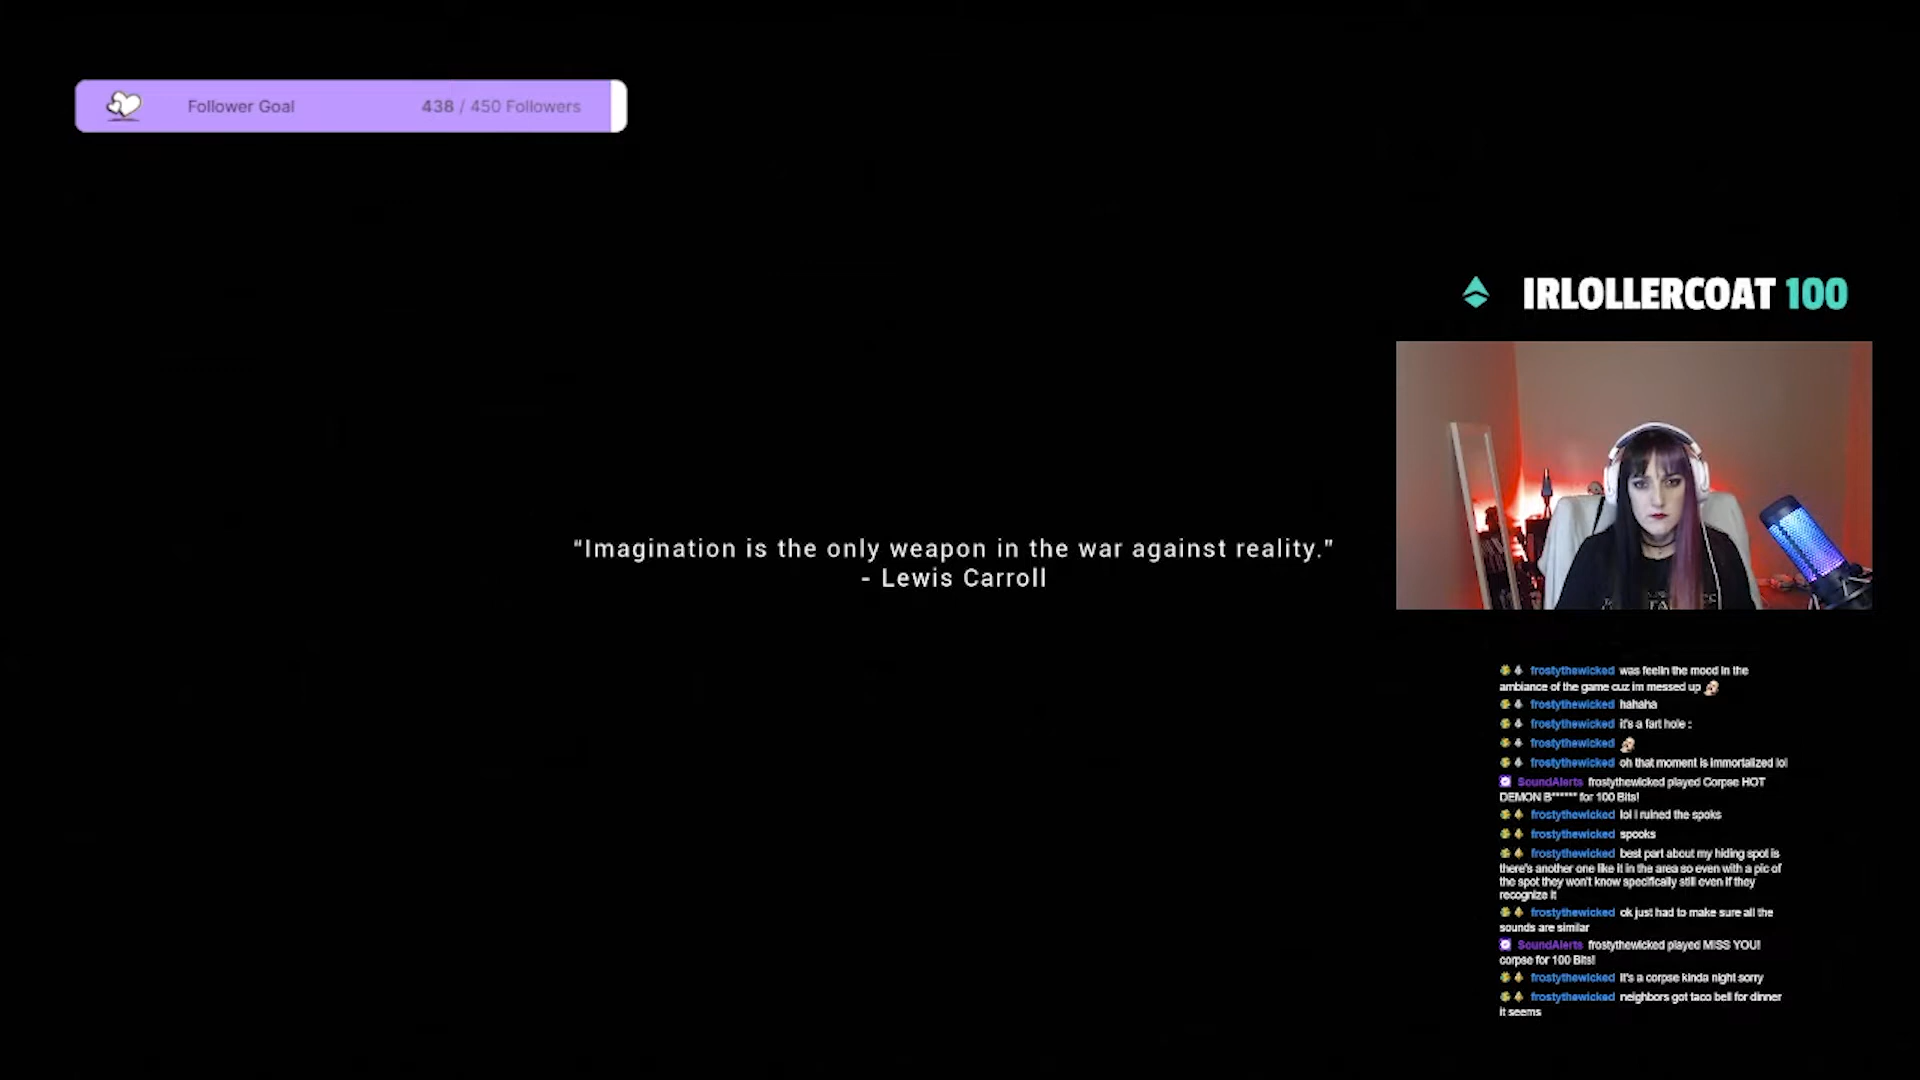 Follower Goal 438 / 450 Followers
IRLOLLERCOAT 100
"Imagination is the only weapon in the war against reality."
- Lewis Carroll
frostythewicked was feelin the mood in the
ambiance of the game cuz im messed up
frostythewicked hahaha
frostythewicked it's a fart hole :
frostythewicked
frostythewicked oh that moment is immortalized lol
SoundAlerts frostythewicked played Corpse HOT
DEMON B****** for 100 Bits!
frostythewicked lol I ruined the spoks
frostythewicked spooks
frostythewicked best part about my hiding spot is
there's another one like it in the area so even with a pic of
the spot they won't know specifically still even if they
recognize it
frostythewicked ok just had to make sure all the
sounds are similar
SoundAlerts frostythewicked played MISS YOU!
corpse for 100 Bits!
frostythewicked it's a corpse kinda night sorry
frostythewicked neighbors got taco bell for dinner
it seems